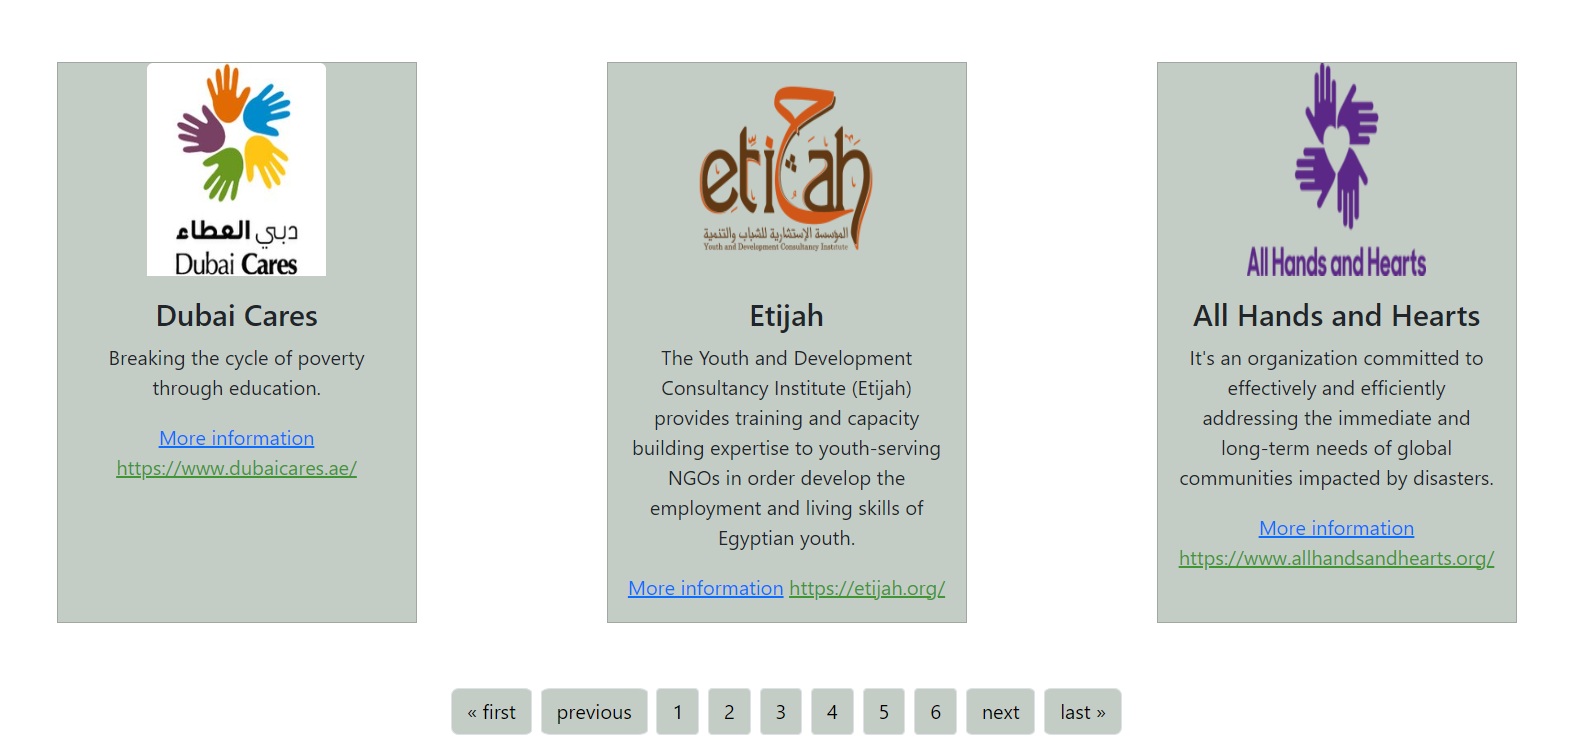 دبي العطاء
Dubai Cares
Dubai Cares
Breaking the cycle of poverty
through education.
More information
https://www.dubaicares.ae/
etijah
المؤسسة الإستشارية للشباب والتنمية
Youth and Development Consultancy Institute
Etijah
The Youth and Development
Consultancy Institute (Etijah)
provides training and capacity
building expertise to youth-serving
NGOs in order develop the
employment and living skills of
Egyptian youth.
More information https://etijah.org/
All Hands and Hearts
All Hands and Hearts
It's an organization committed to
effectively and efficiently
addressing the immediate and
long-term needs of global
communities impacted by disasters.
More information
https://www.allhandsandhearts.org/
« first previous 1 2 3 4 5 6 next last »